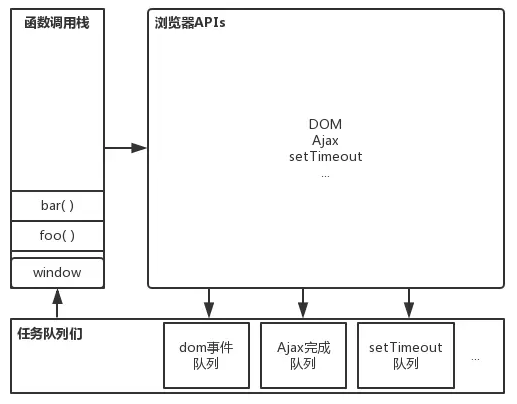 函数调用栈
浏览器APIs
DOM
Ajax
setTimeout
...
bar( )
foo( )
window
任务队列们
dom事件
队列
Ajax完成
队列
setTimeout
队列
...